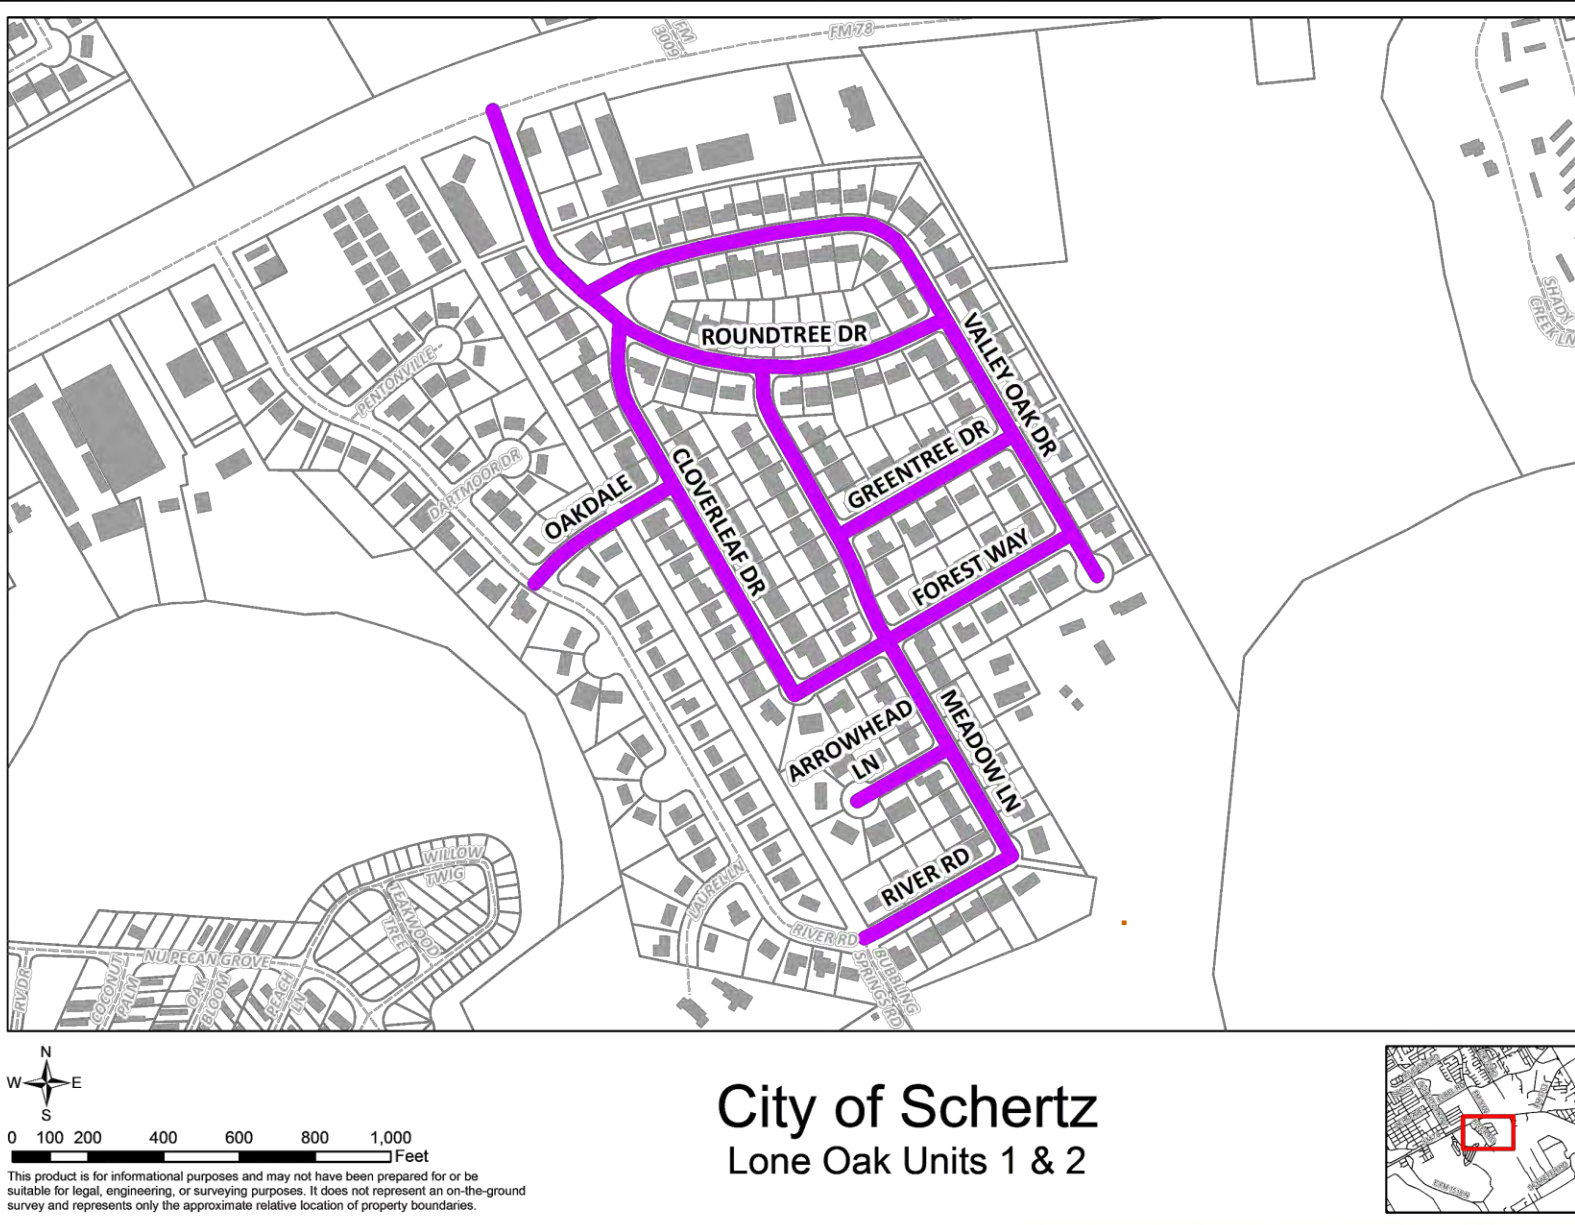 FM 78
FM
3009
SHADY
CREEK LN
ROUNDTREE DR
VALLEY OAK DR
PENTONVILLE
GREENTREE DR
DARTMOOR DR
OAKDALE
CLOVERLEAF DR
FOREST WAY
ARROWHEAD
LN
MEADOW LN
RIVER RD
WILLOW
TWIG
TEAKWOOD
TREE
LAUREL LN
RIVER RD
BUBBLING
SPRINGS RD
NU PECAN GROVE
RV DR
COCONUT
PALM
OAK
BLOOM
PEACH
LN
N
W E
S
0 100 200 400 600 800 1,000
Feet
This product is for informational purposes and may not have been prepared for or be
suitable for legal, engineering, or surveying purposes. It does not represent an on-the-ground
survey and represents only the approximate relative location of property boundaries.
City of Schertz
Lone Oak Units 1 & 2